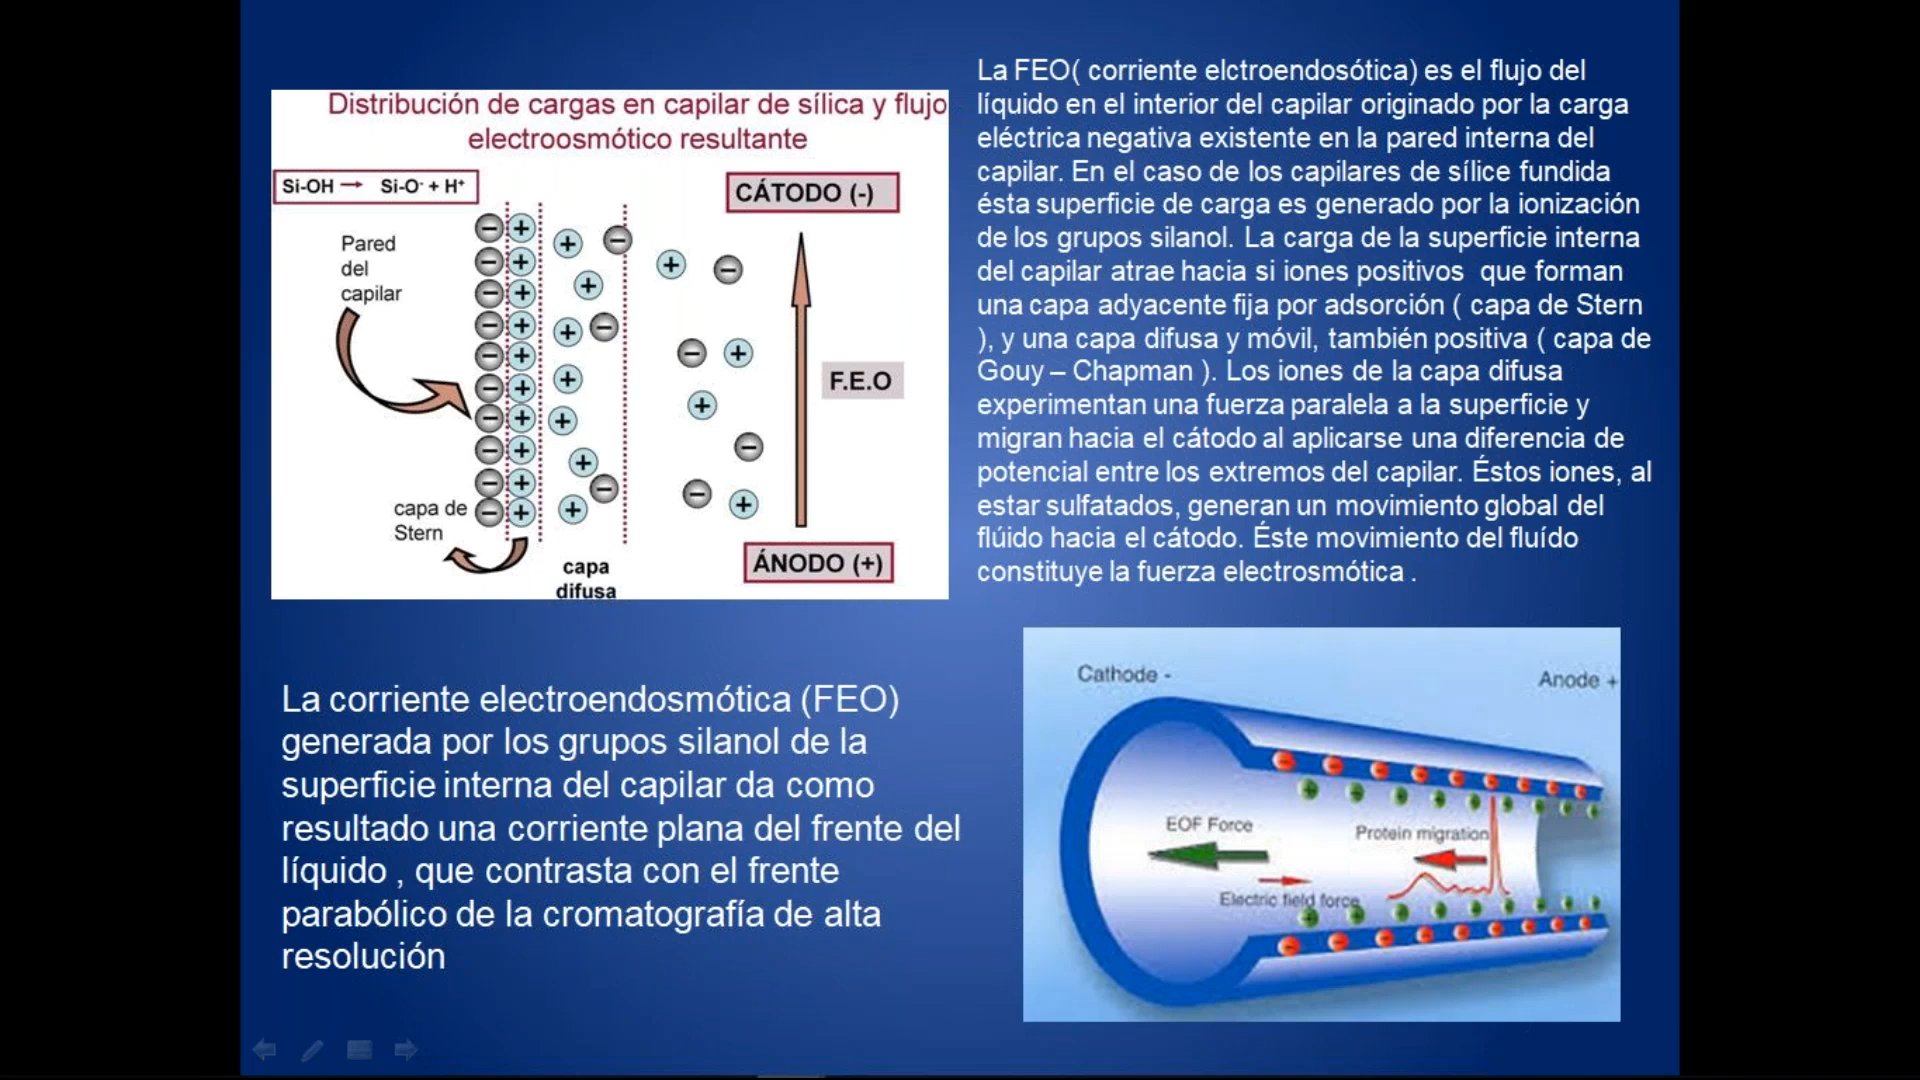 Distribución de cargas en capilar de sílica y flujo
electroosmótico resultante
Si-OH → Si-O- + H+
CÁTODO (-)
Pared
del
capilar
F.E.O
capa de
Stern
ÁNODO (+)
capa
difusa
La FEO( corriente elctroendosótica) es el flujo del
líquido en el interior del capilar originado por la carga
eléctrica negativa existente en la pared interna del
capilar. En el caso de los capilares de sílice fundida
ésta superficie de carga es generado por la ionización
de los grupos silanol. La carga de la superficie interna
del capilar atrae hacia si iones positivos que forman
una capa adyacente fija por adsorción ( capa de Stern
), y una capa difusa y móvil, también positiva ( capa de
Gouy – Chapman ). Los iones de la capa difusa
experimentan una fuerza paralela a la superficie y
migran hacia el cátodo al aplicarse una diferencia de
potencial entre los extremos del capilar. Éstos iones, al
estar sulfatados, generan un movimiento global del
flúido hacia el cátodo. Éste movimiento del fluído
constituye la fuerza electrosmótica .
La corriente electroendosmótica (FEO)
generada por los grupos silanol de la
superficie interna del capilar da como
resultado una corriente plana del frente del
líquido , que contrasta con el frente
parabólico de la cromatografía de alta
resolución
Cathode -
Anode +
EOF Force
Protein migration
Electric field force